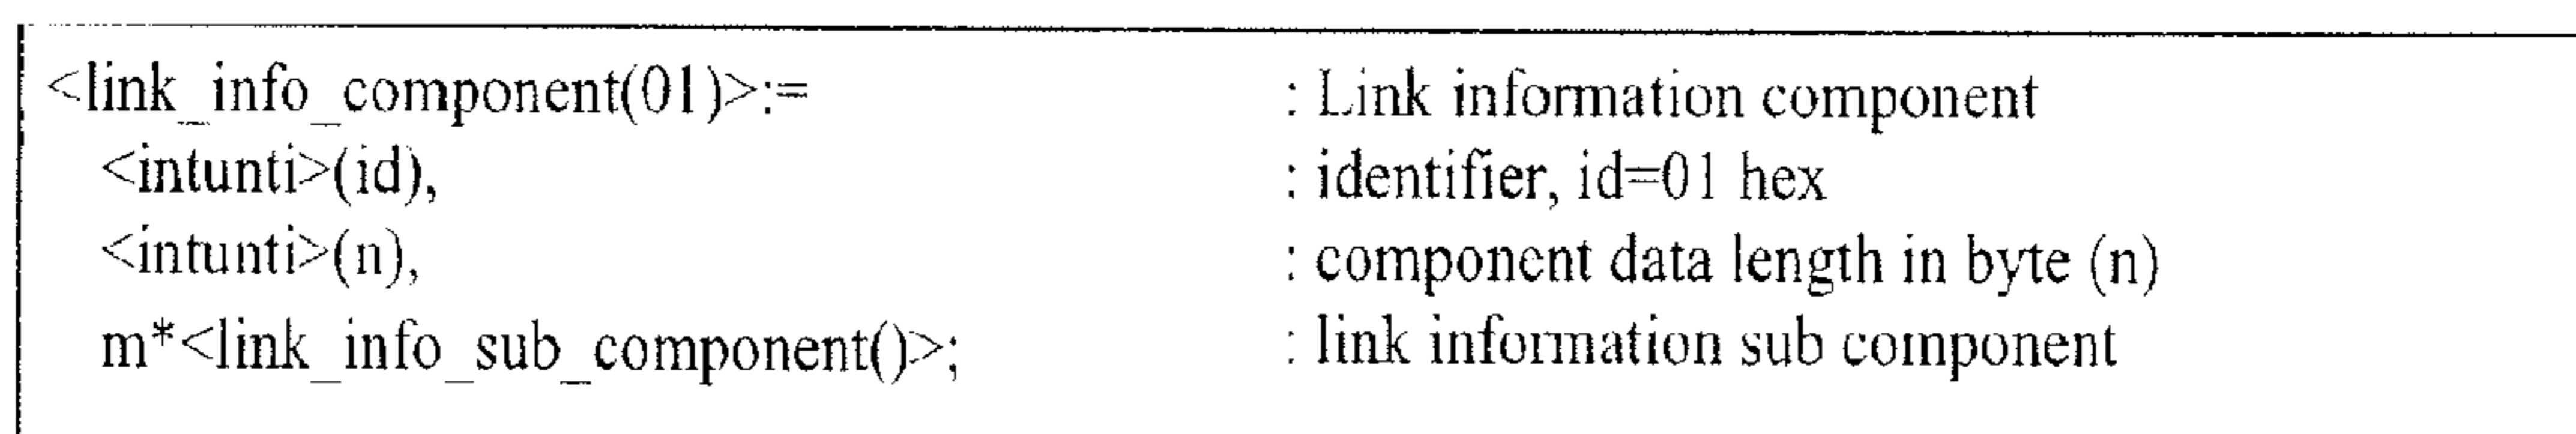 <link_info_component(01)>:= : Link information component
<intunti>(id), : identifier, id=01 hex
<intunti>(n), : component data length in byte (n)
m*<link_info_sub_component()>; : link information sub component